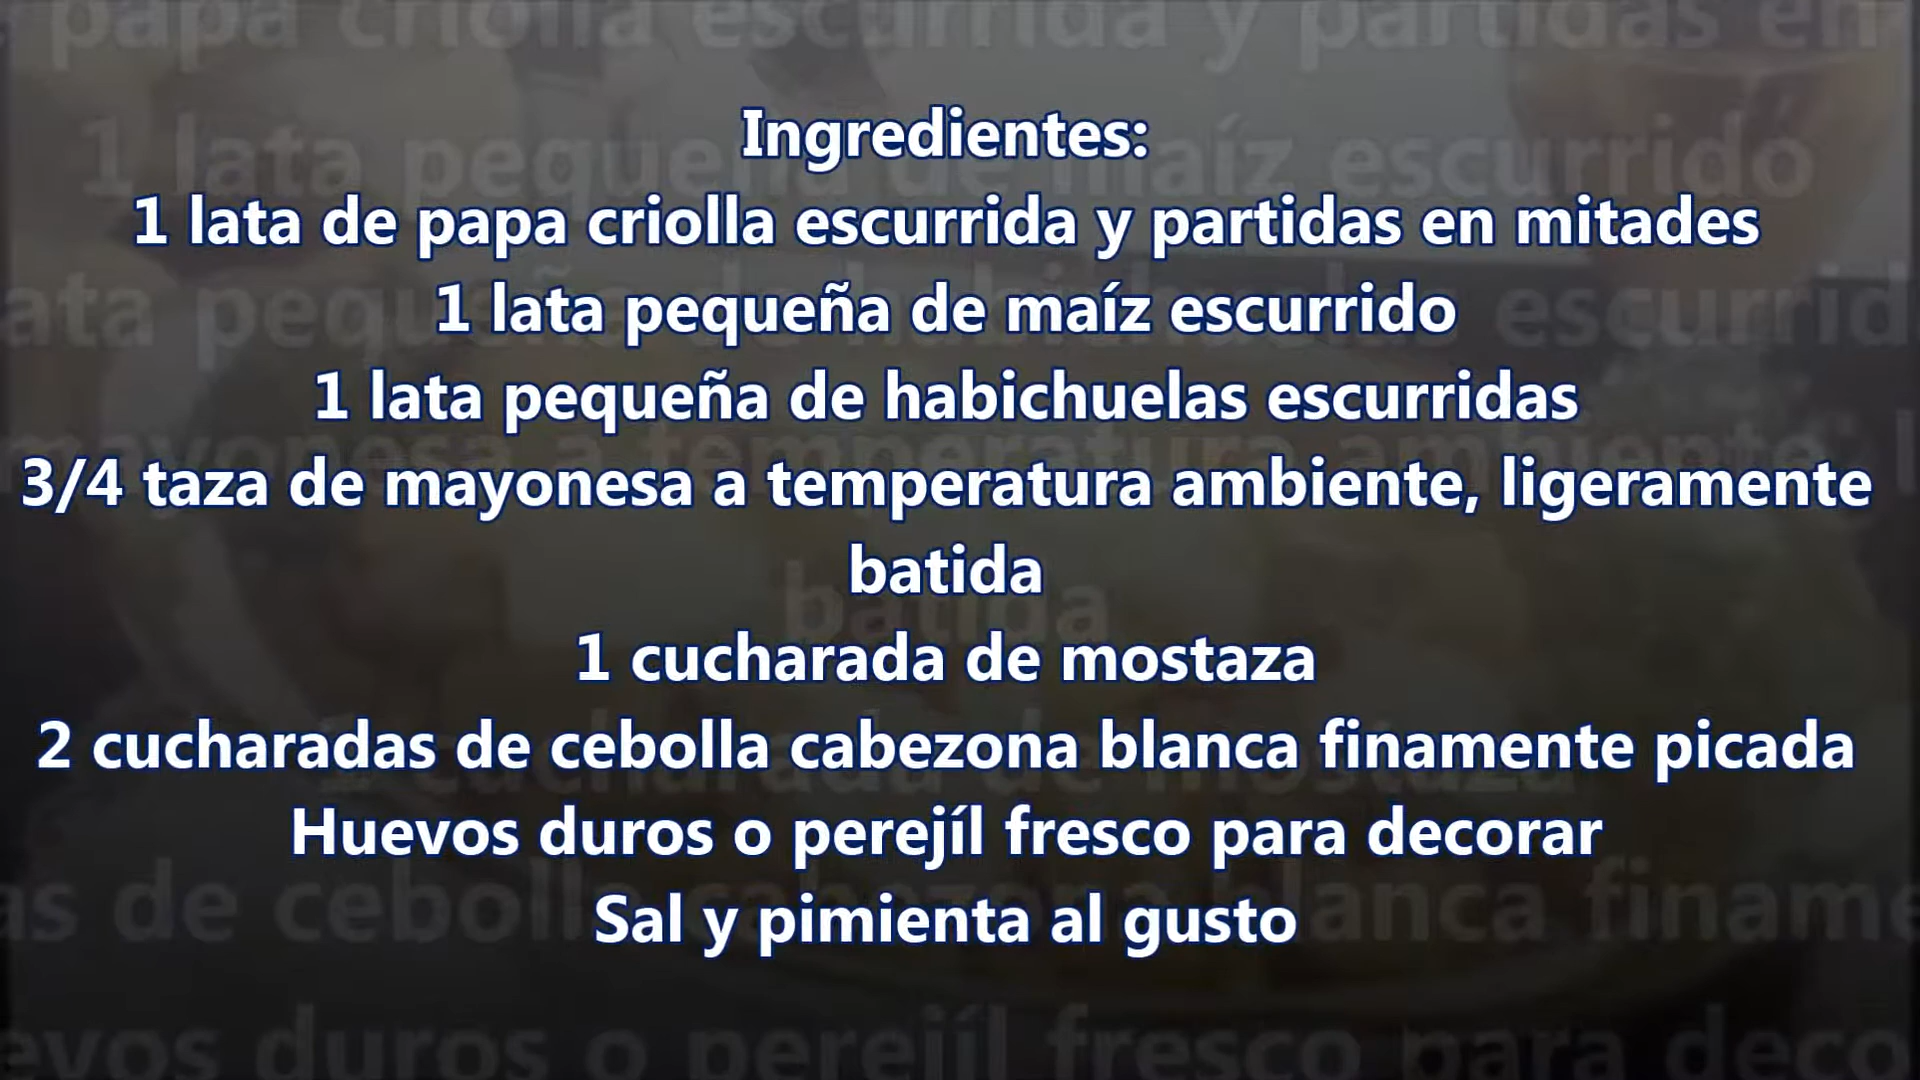 Ingredientes:
1 lata de papa criolla escurrida y partidas en mitades
1 lata pequeña de maíz escurrido
1 lata pequeña de habichuelas escurridas
3/4 taza de mayonesa a temperatura ambiente, ligeramente
batida
1 cucharada de mostaza
2 cucharadas de cebolla cabezona blanca finamente picada
Huevos duros o perejíl fresco para decorar
Sal y pimienta al gusto